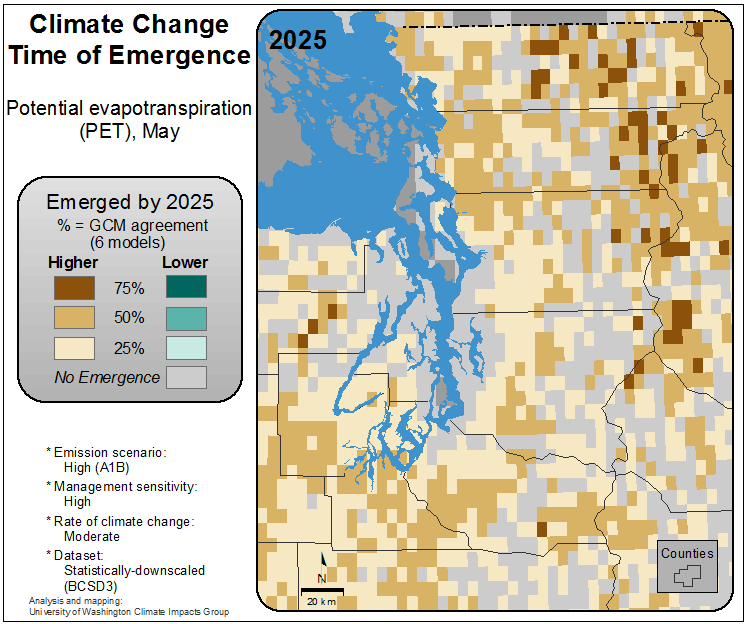 Climate Change
Time of Emergence
Potential evapotranspiration
(PET), May
Emerged by 2025
% = GCM agreement
(6 models)
Higher
Lower
75%
50%
25%
No Emergence
* Emission scenario:
High (A1B)
* Management sensitivity:
High
* Rate of climate change:
Moderate
* Dataset:
Statistically-downscaled
(BCSD3)
Analysis and mapping:
University of Washington Climate Impacts Group
2025
N
20 km
Counties